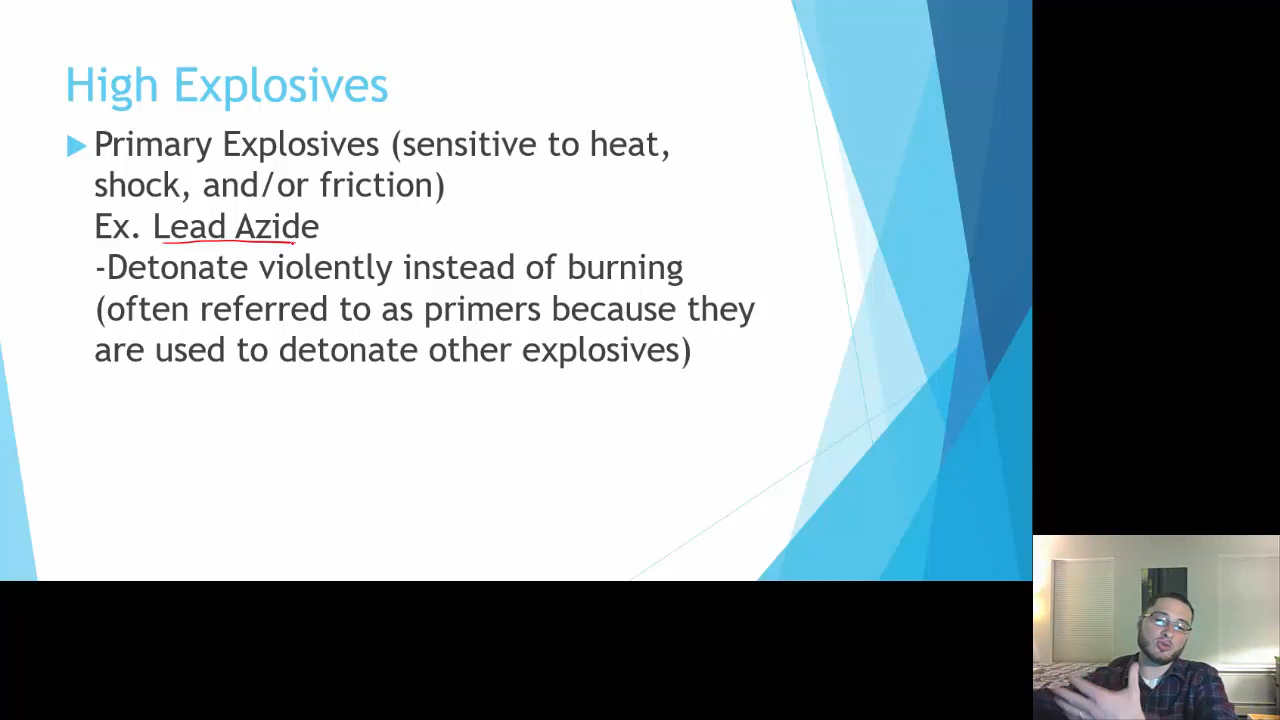 High Explosives
Primary Explosives (sensitive to heat,
shock, and/or friction)
Ex. Lead Azide
-Detonate violently instead of burning
(often referred to as primers because they
are used to detonate other explosives)